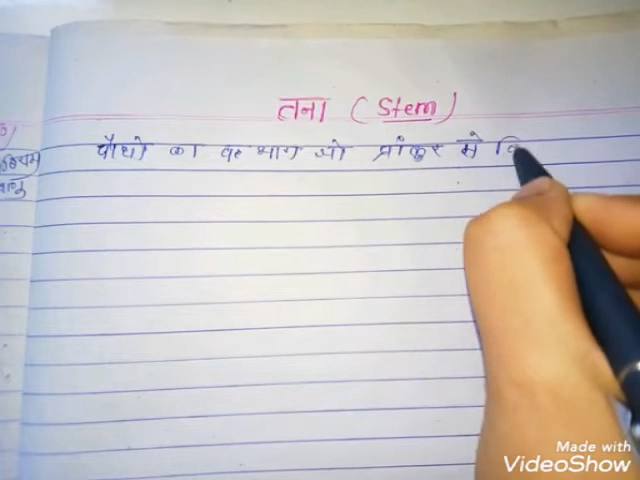 तना (Stem)
पौधो का वह भाग जो प्रांकुर से
Made with
VideoShow